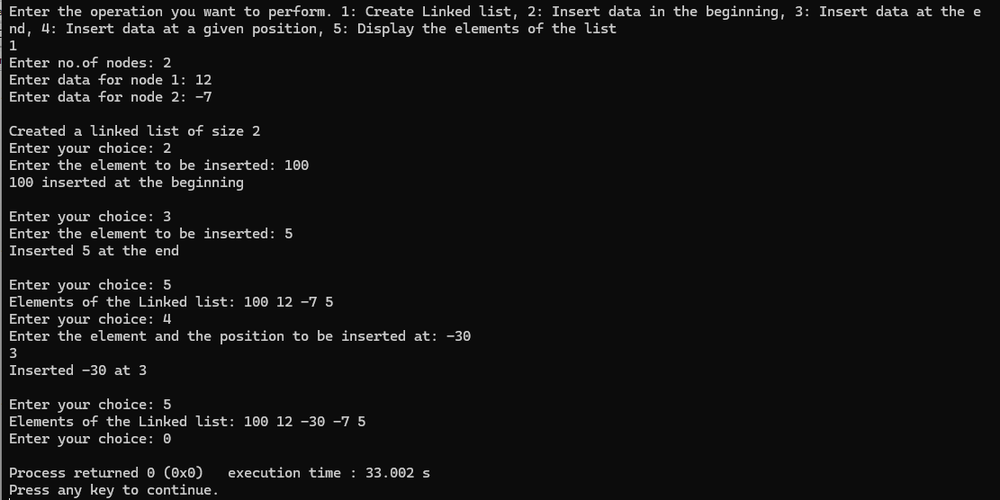 Enter the operation you want to perform. 1: Create Linked list, 2: Insert data in the beginning, 3: Insert data at the e
nd, 4: Insert data at a given position, 5: Display the elements of the list
1
Enter no.of nodes: 2
Enter data for node 1: 12
Enter data for node 2: -7

Created a linked list of size 2
Enter your choice: 2
Enter the element to be inserted: 100
100 inserted at the beginning

Enter your choice: 3
Enter the element to be inserted: 5
Inserted 5 at the end

Enter your choice: 5
Elements of the Linked list: 100 12 -7 5
Enter your choice: 4
Enter the element and the position to be inserted at: -30
3
Inserted -30 at 3

Enter your choice: 5
Elements of the Linked list: 100 12 -30 -7 5
Enter your choice: 0

Process returned 0 (0x0)   execution time : 33.002 s
Press any key to continue.